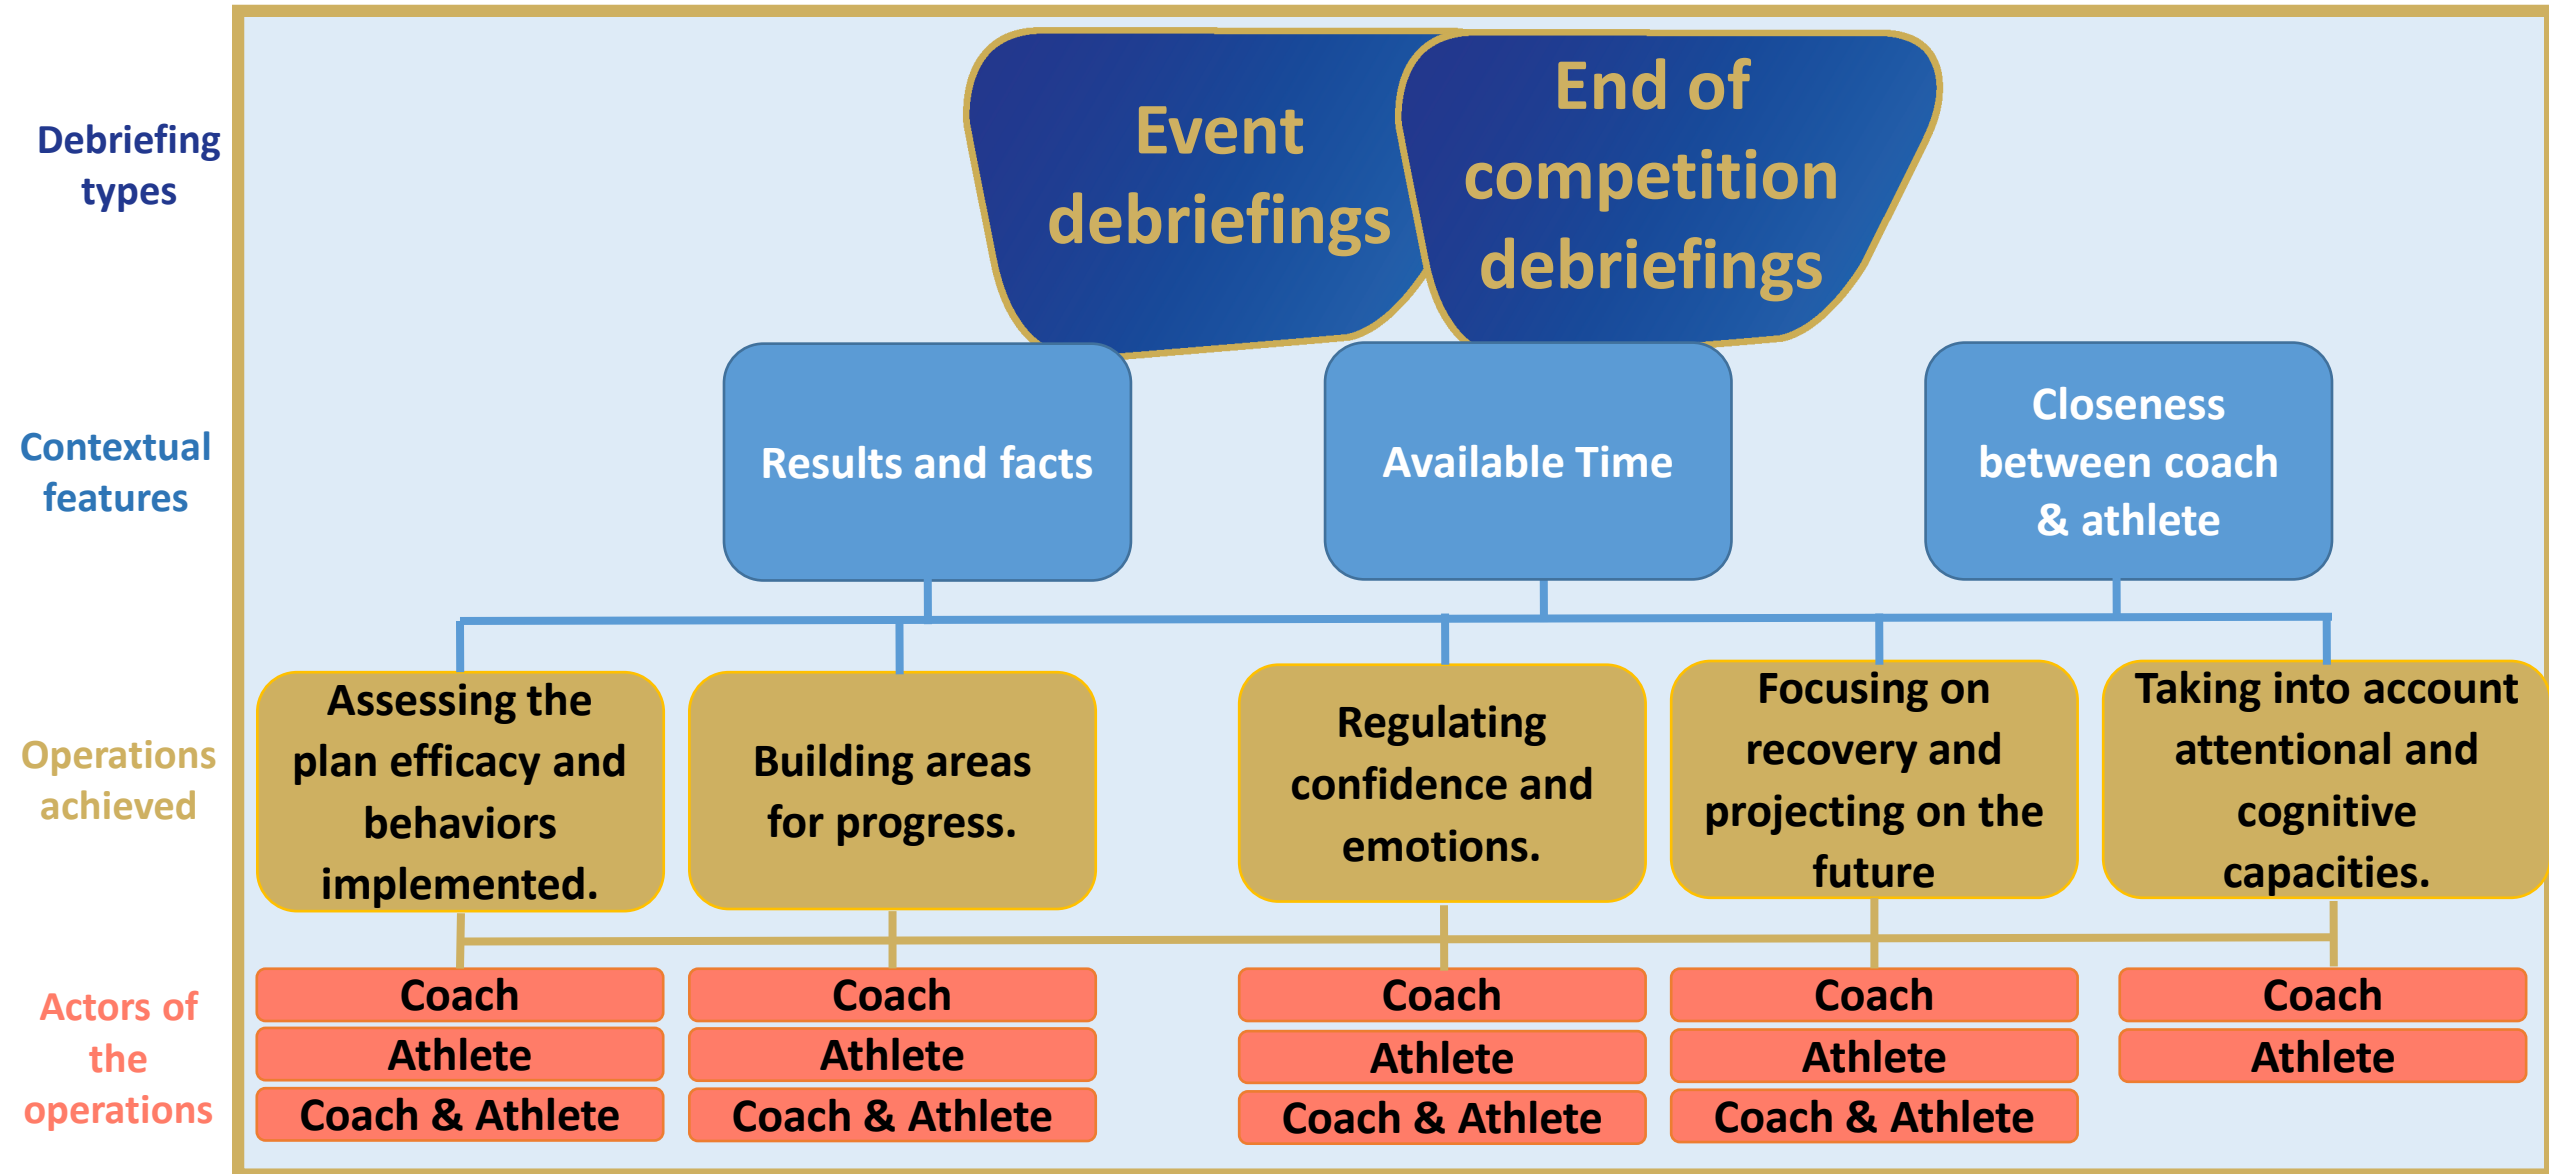 Debriefing
types
Event
debriefings
End of
competition
debriefings
Contextual
features
Results and facts
Available Time
Closeness
between coach
& athlete
Operations
achieved
Assessing the
plan efficacy and
behaviors
implemented.
Building areas
for progress.
Regulating
confidence and
emotions.
Focusing on
recovery and
projecting on the
future
Taking into account
attentional and
cognitive
capacities.
Actors of
the
operations
Coach
Athlete
Coach & Athlete
Coach
Athlete
Coach & Athlete
Coach
Athlete
Coach & Athlete
Coach
Athlete
Coach & Athlete
Coach
Athlete